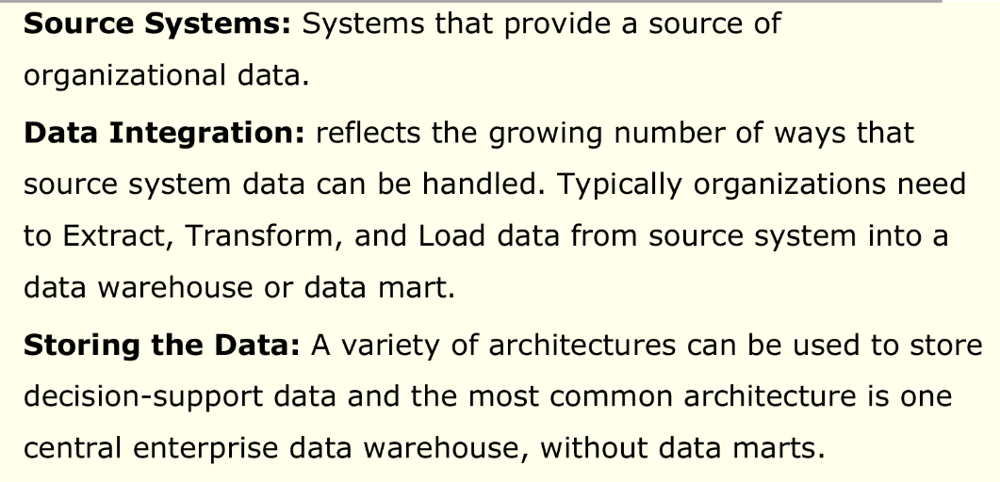 Source Systems: Systems that provide a source of
organizational data.
Data Integration: reflects the growing number of ways that
source system data can be handled. Typically organizations need
to Extract, Transform, and Load data from source system into a
data warehouse or data mart.
Storing the Data: A variety of architectures can be used to store
decision-support data and the most common architecture is one
central enterprise data warehouse, without data marts.